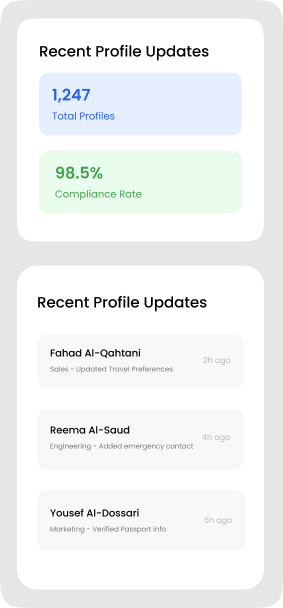 Recent Profile Updates
1,247
Total Profiles
98.5%
Compliance Rate
Recent Profile Updates
Fahad Al-Qahtani
Sales - Updated Travel Preferences
2h ago
Reema Al-Saud
Engineering - Added emergency contact
4h ago
Yousef Al-Dossari
Marketing - Verified Passport info
6h ago